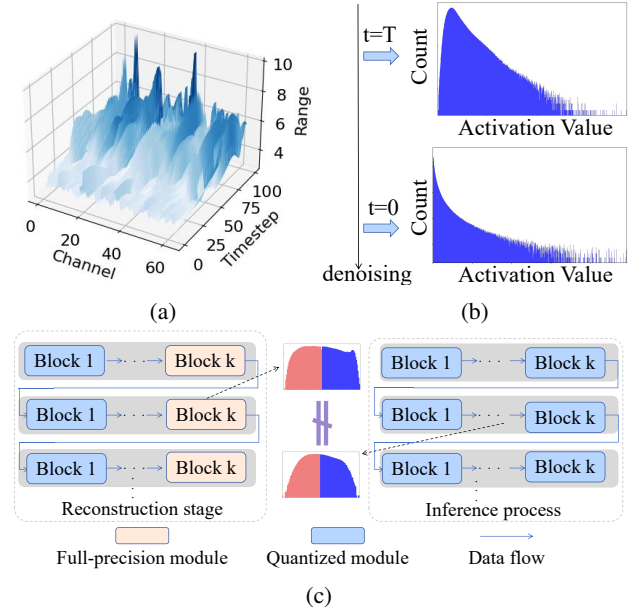 10
8
6
4
Range
100
75
50
25
0
Timestep
0
20
40
60
Channel
(a)
t=T
Count
Activation Value
t=0
Count
Activation Value
denoising
(b)
Block 1 · · · Block k
Block 1 · · · Block k
Block 1 · · · Block k
Reconstruction stage
Block 1 · · · Block k
Block 1 · · · Block k
Block 1 · · · Block k
Inference process
Full-precision module
Quantized module
Data flow
(c)